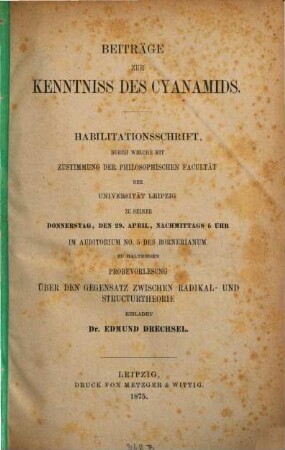 BEITRÄGE
ZUR
KENNTNISS DES CYANAMIDS.
HABILITATIONSSCHRIFT,
DURCH WELCHE MIT
ZUSTIMMUNG DER PHILOSOPHISCHEN FACULTÄT
DER
UNIVERSITÄT LEIPZIG
ZU SEINER
DONNERSTAG, DEN 29. APRIL, NACHMITTAGS 5 UHR
IM AUDITORIUM NO. 5 DES BORNERIANUM
ZU HALTENDEN
PROBEVORLESUNG
ÜBER DEN GEGENSATZ ZWISCHEN RADIKAL- UND
STRUCTURTHEORIE
EINLADET
Dr. EDMUND DRECHSEL.
LEIPZIG,
DRUCK VON METZGER & WITTIG.
1875.